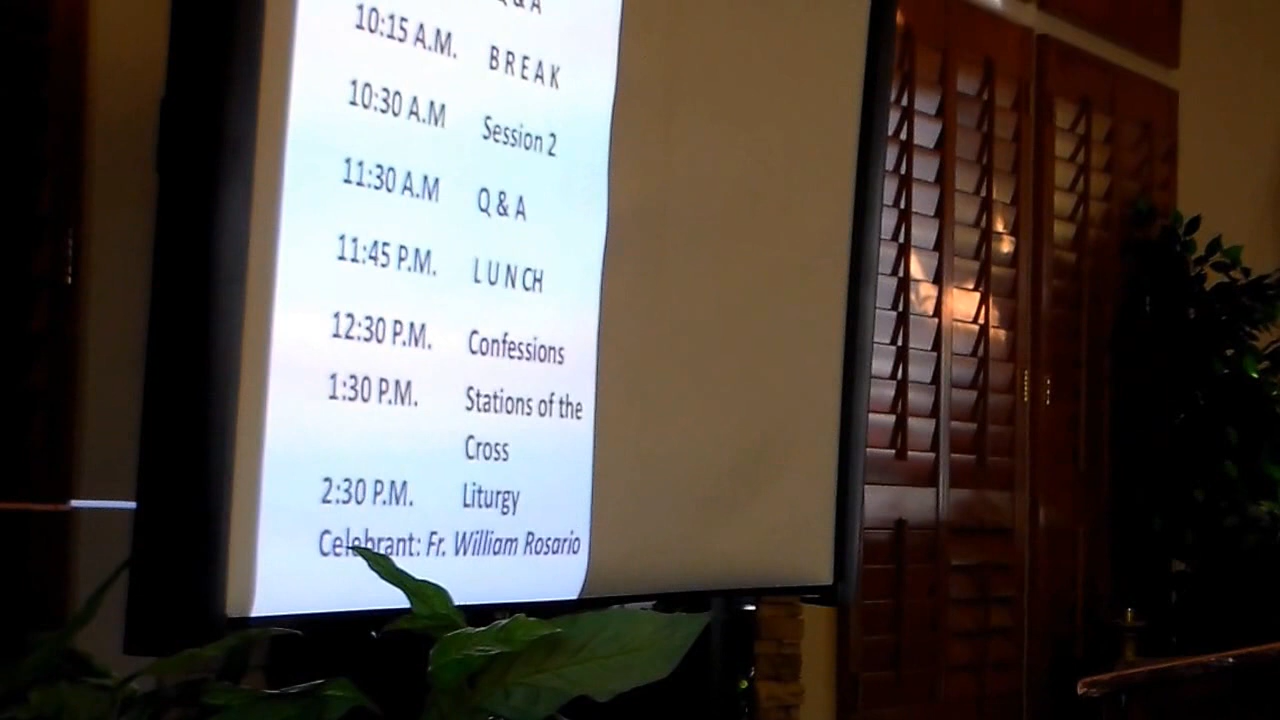 Q & A
10:15 A.M. BREAK
10:30 A.M Session 2
11:30 A.M Q & A
11:45 P.M. LUNCH
12:30 P.M. Confessions
1:30 P.M. Stations of the
Cross
2:30 P.M. Liturgy
Celebrant: Fr. William Rosario